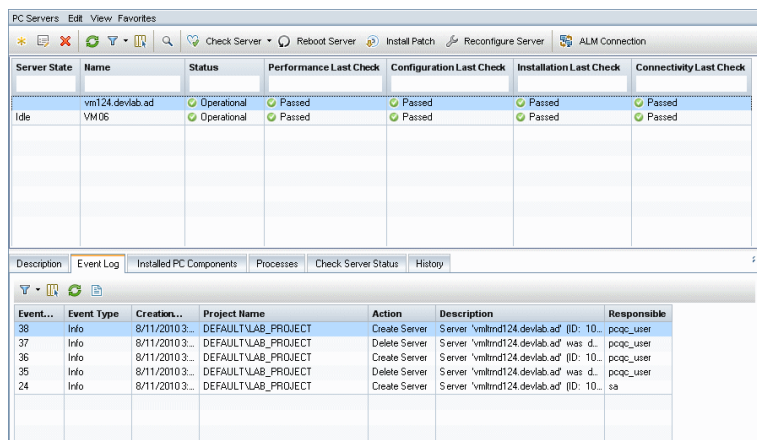 PC Servers Edit View Favorites
Check Server Reboot Server Install Patch Reconfigure Server ALM Connection
Server State Name Status Performance Last Check Configuration Last Check Installation Last Check Connectivity Last Check
vm124.devlab.ad Operational Passed Passed Passed Passed
Idle VM06 Operational Passed Passed Passed Passed
Description Event Log Installed PC Components Processes Check Server Status History
Event... Event Type Creation... Project Name Action Description Responsible
38 Info 8/11/2010 3:... DEFAULT\LAB_PROJECT Create Server Server 'vmltrnd124.devlab.ad' (ID: 10... pcqc_user
37 Info 8/11/2010 3:... DEFAULT\LAB_PROJECT Delete Server Server 'vmltrnd124.devlab.ad' was d... pcqc_user
36 Info 8/11/2010 3:... DEFAULT\LAB_PROJECT Create Server Server 'vmltrnd124.devlab.ad' (ID: 10... pcqc_user
35 Info 8/11/2010 3:... DEFAULT\LAB_PROJECT Delete Server Server 'vmltrnd124.devlab.ad' was d... pcqc_user
24 Info 8/11/2010 3:... DEFAULT\LAB_PROJECT Create Server Server 'vmltrnd124.devlab.ad' (ID: 10... sa